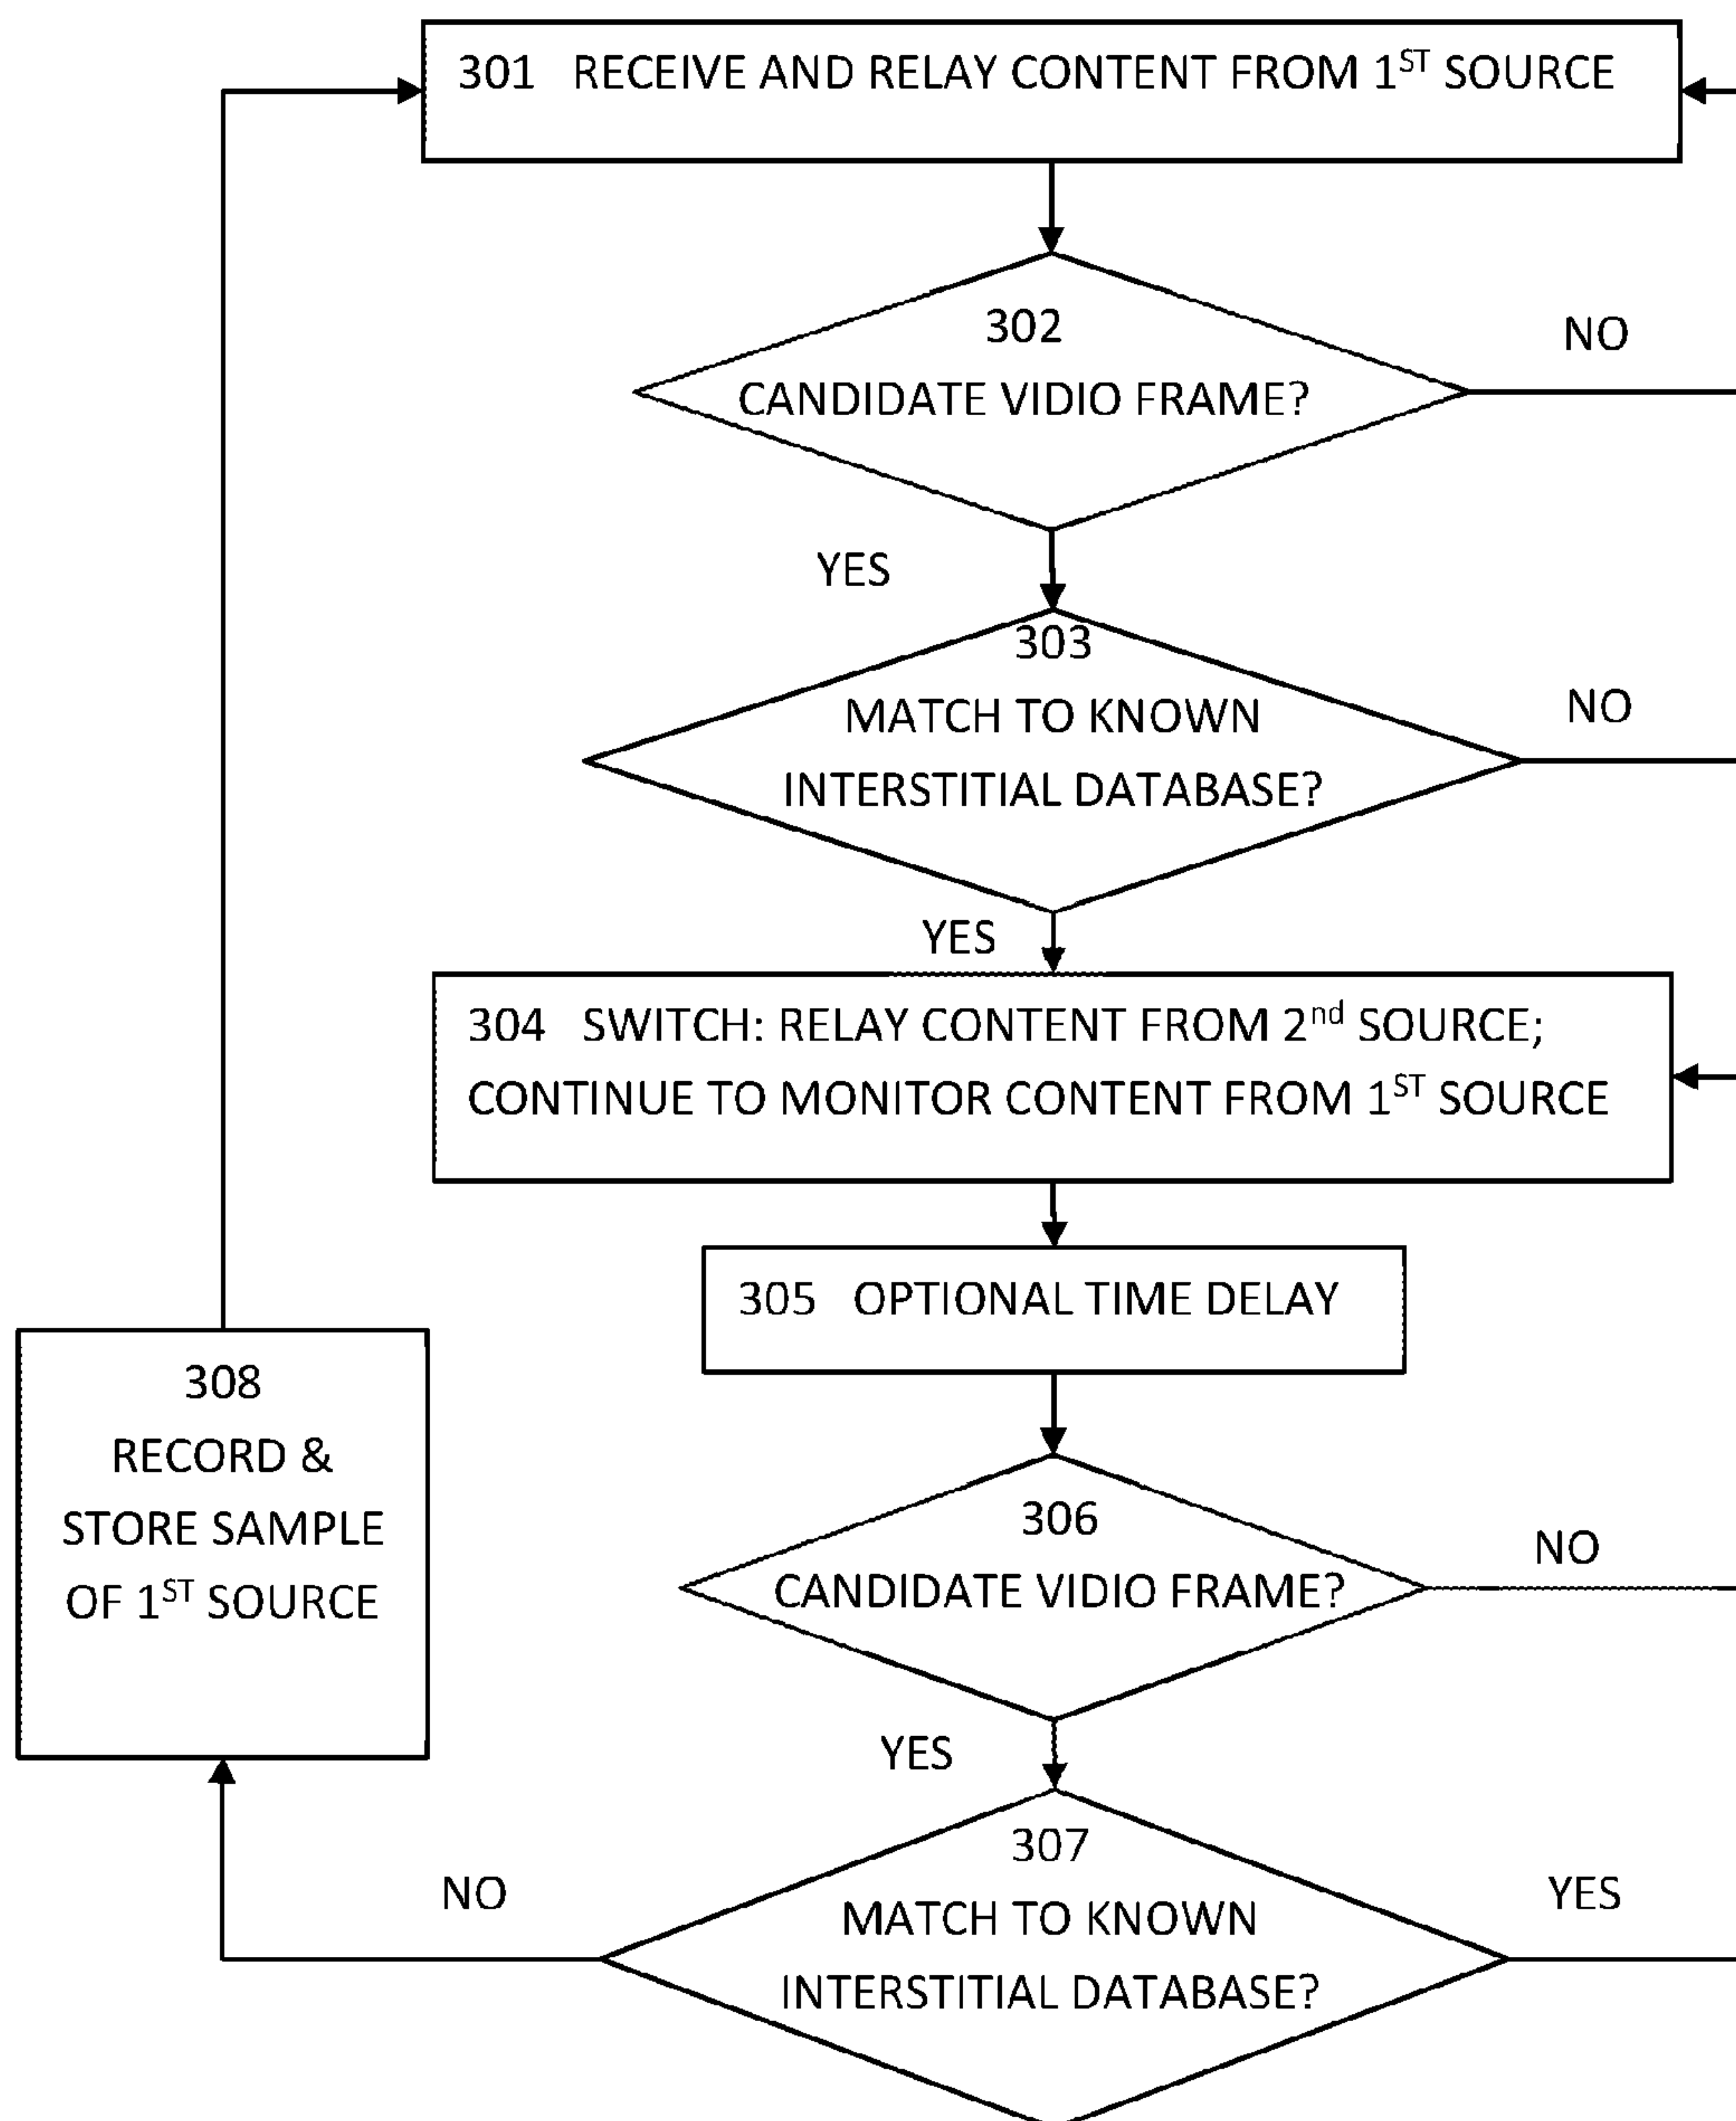 301 RECEIVE AND RELAY CONTENT FROM 1ST SOURCE
302
CANDIDATE VIDIO FRAME?
NO
YES
303
MATCH TO KNOWN
INTERSTITIAL DATABASE?
NO
YES
304 SWITCH: RELAY CONTENT FROM 2nd SOURCE;
CONTINUE TO MONITOR CONTENT FROM 1ST SOURCE
305 OPTIONAL TIME DELAY
308
RECORD &
STORE SAMPLE
OF 1ST SOURCE
306
CANDIDATE VIDIO FRAME?
NO
YES
307
MATCH TO KNOWN
INTERSTITIAL DATABASE?
NO
YES